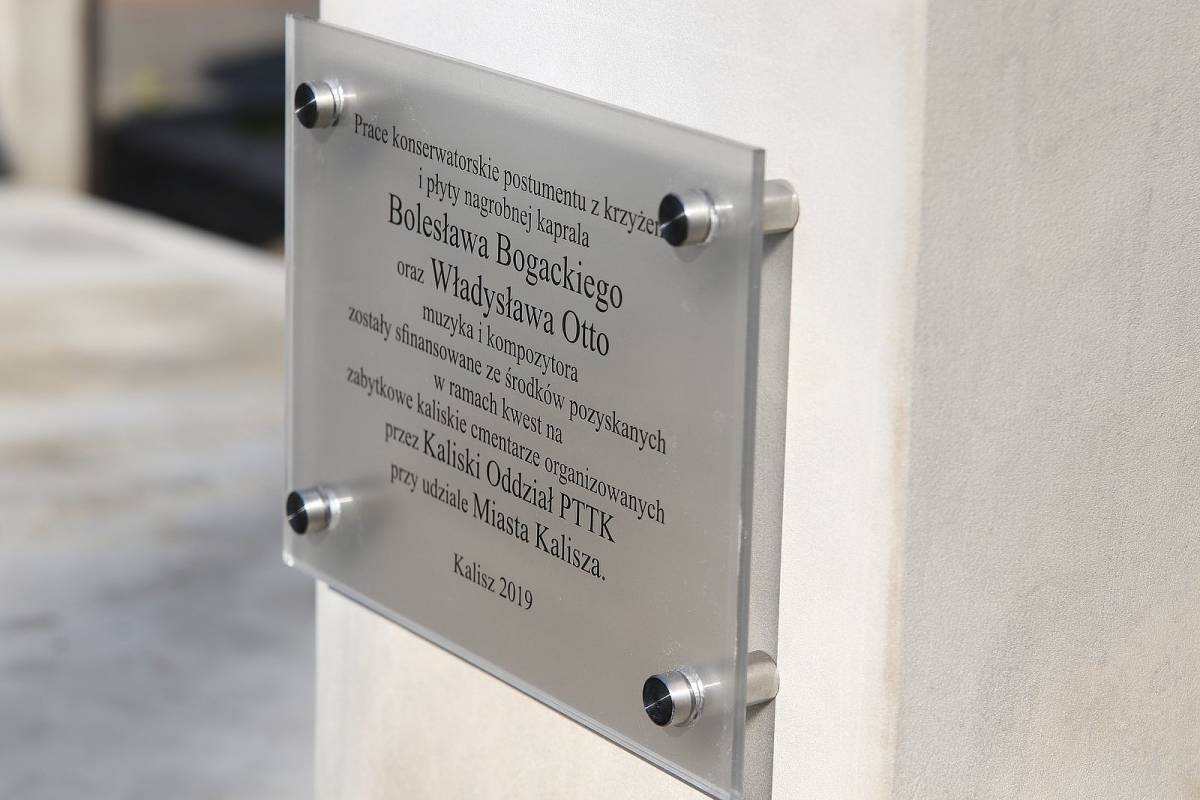 Prace konserwatorskie postumentu z krzyżem
i płyty nagrobnej kaprala
Bolesława Bogackiego
oraz Władysława Otto
muzyka i kompozytora
zostały sfinansowane ze środków pozyskanych
w ramach kwest na
zabytkowe kaliskie cmentarze organizowanych
przez Kaliski Oddział PTTK
przy udziale Miasta Kalisza.
Kalisz 2019